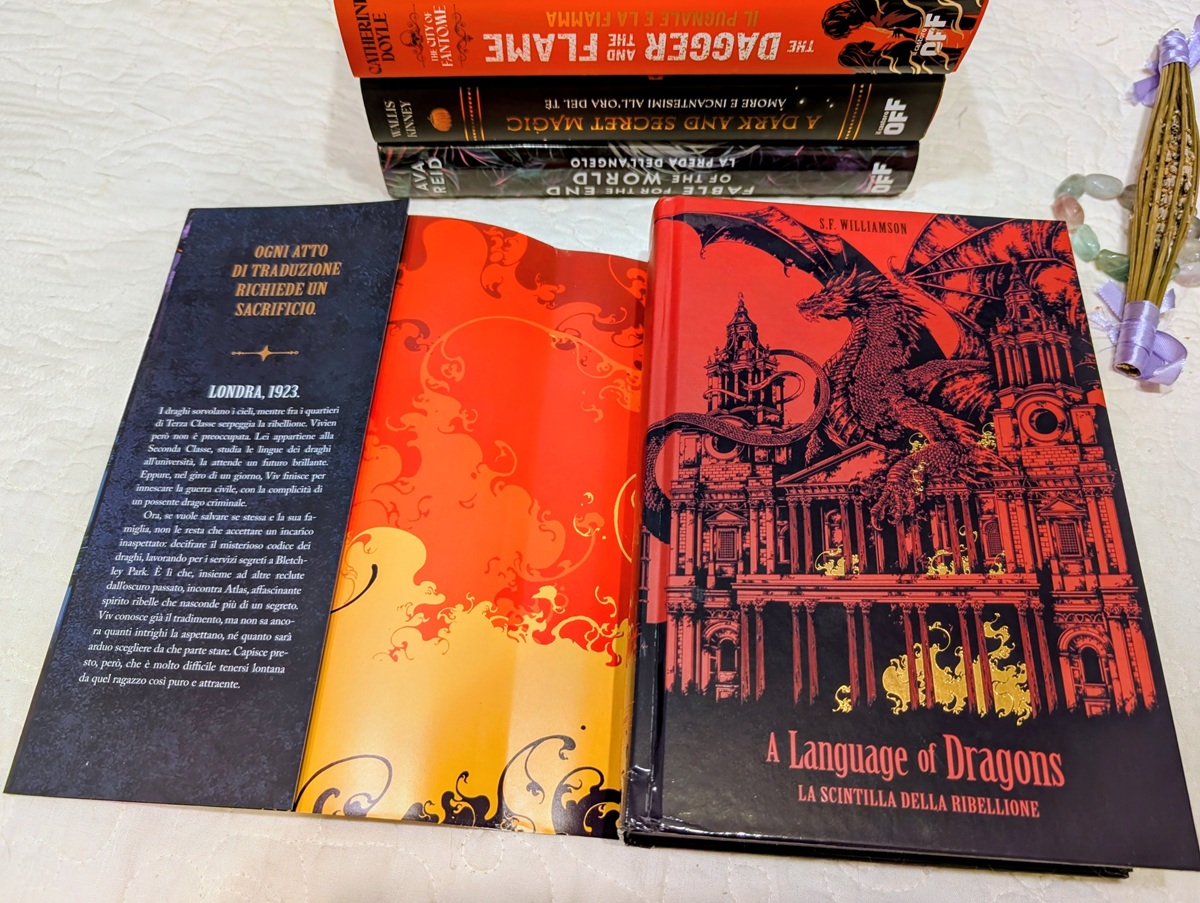 CATHERINE
DOYLE
THE CITY OF
FANTOME
THE DAGGER AND THE FLAME
IL PUGNALE E LA FIAMMA
OFF
WALLIS
KINNEY
A DARK AND SECRET MAGIC
AMORE E INCANTESIMI ALL'ORA DEL TÈ
OFF
AVA
REID
FABLE FOR THE END
OF THE WORLD
LA PREDA DELL'ANGELO
OFF
OGNI ATTO
DI TRADUZIONE
RICHIEDE UN
SACRIFICIO.
LONDRA, 1923.
I draghi sorvolano i cieli, mentre fra i quartieri
di Terza Classe serpeggia la ribellione. Vivien
però non è preoccupata. Lei appartiene alla
Seconda Classe, studia le lingue dei draghi
all'università, la attende un futuro brillante.
Eppure, nel giro di un giorno, Viv finisce per
innescare la guerra civile, con la complicità di
un possente drago criminale.
Ora, se vuole salvare se stessa e la sua fa-
miglia, non le resta che accettare un incarico
inaspettato: decifrare il misterioso codice dei
draghi, lavorando per i servizi segreti a Bletch-
ley Park. È lì che, insieme ad altre reclute
dall'oscuro passato, incontra Atlas, affascinante
spirito ribelle che nasconde più di un segreto.
Viv conosce già il tradimento, ma non sa anco-
ra quanti intrighi la aspettano, né quanto sarà
arduo scegliere da che parte stare. Capisce pre-
sto, però, che è molto difficile tenersi lontana
da quel ragazzo così puro e attraente.
S.F. WILLIAMSON
A Language of Dragons
LA SCINTILLA DELLA RIBELLIONE